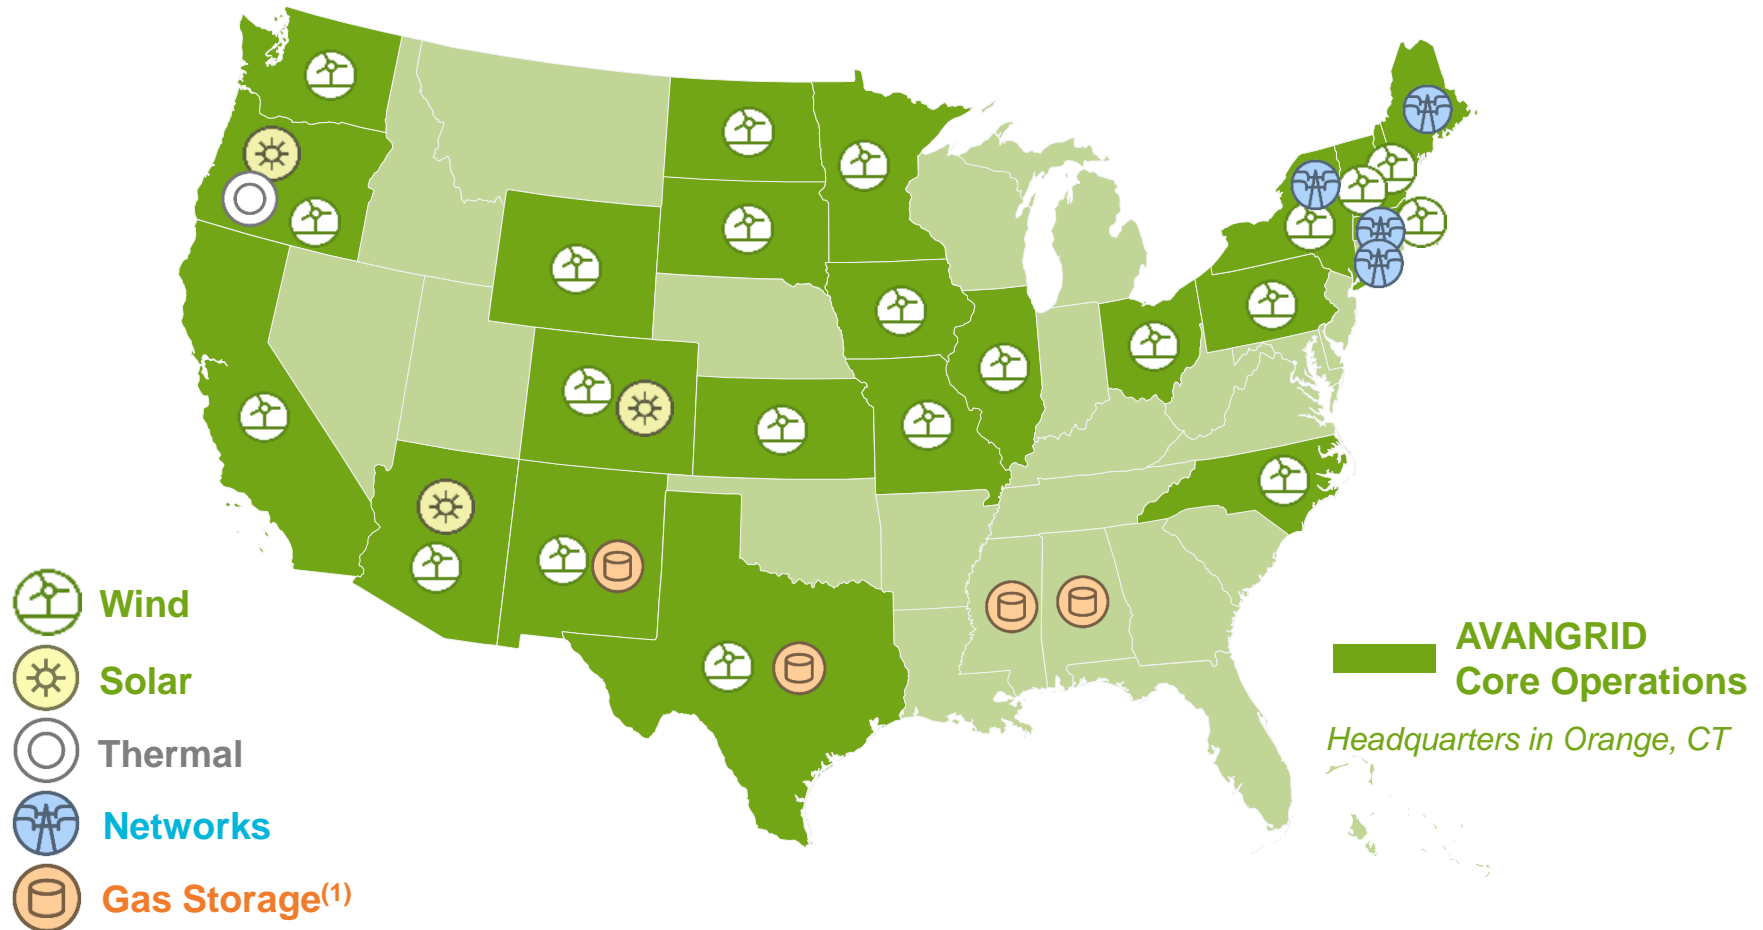 Wind
Solar
Thermal
Networks
Gas Storage(1)
AVANGRID
Core Operations
Headquarters in Orange, CT